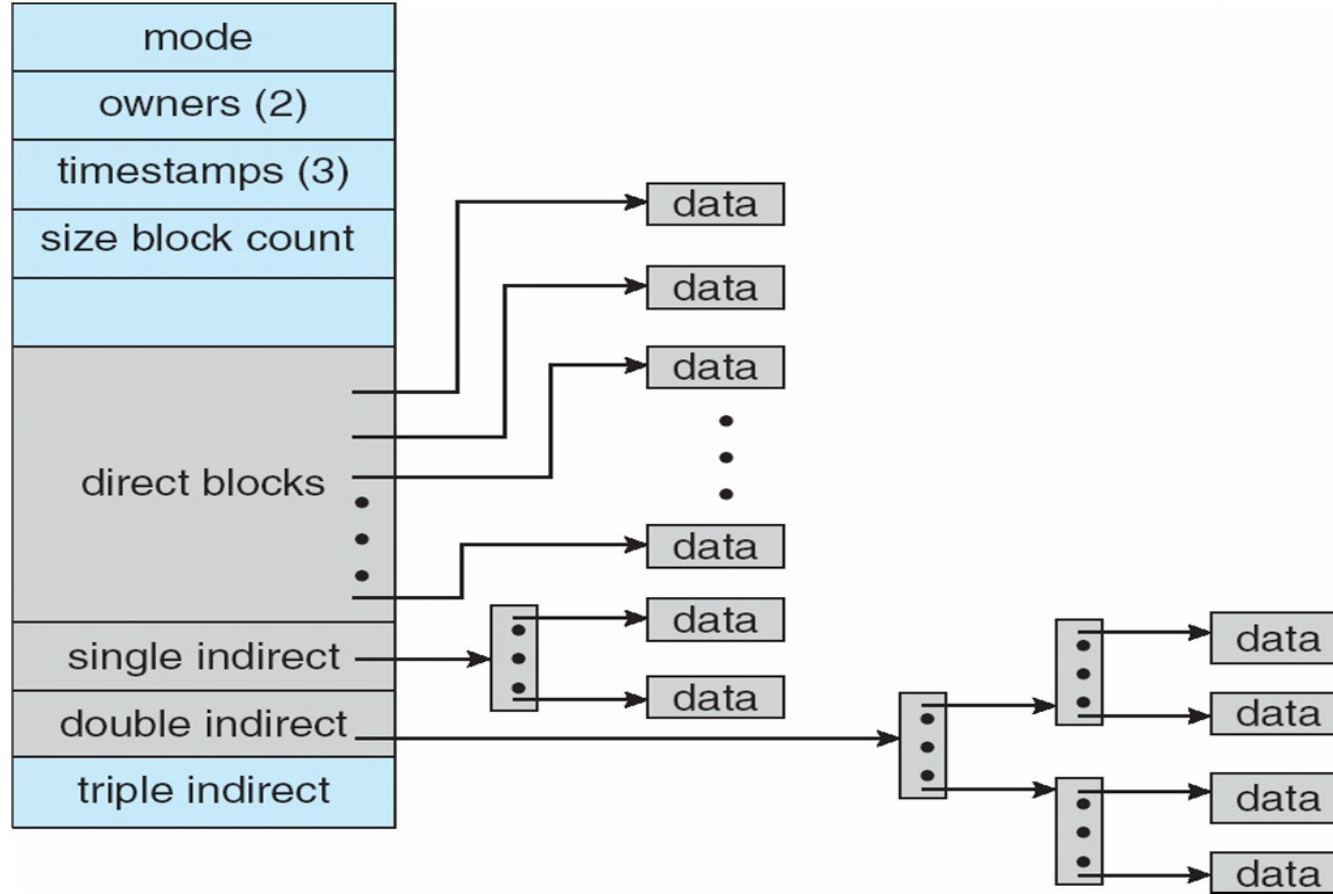 mode
owners (2)
timestamps (3)
size block count
direct blocks
single indirect
double indirect
triple indirect
data
data
data
data
data
data
data
data
data
data